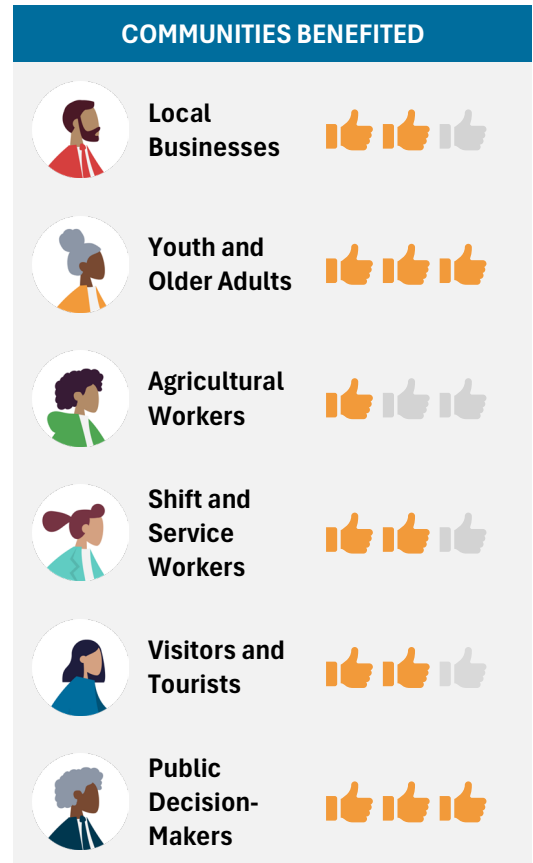 COMMUNITIES BENEFITED
Local
Businesses
Youth and
Older Adults
Agricultural
Workers
Shift and
Service
Workers
Visitors and
Tourists
Public
Decision-
Makers